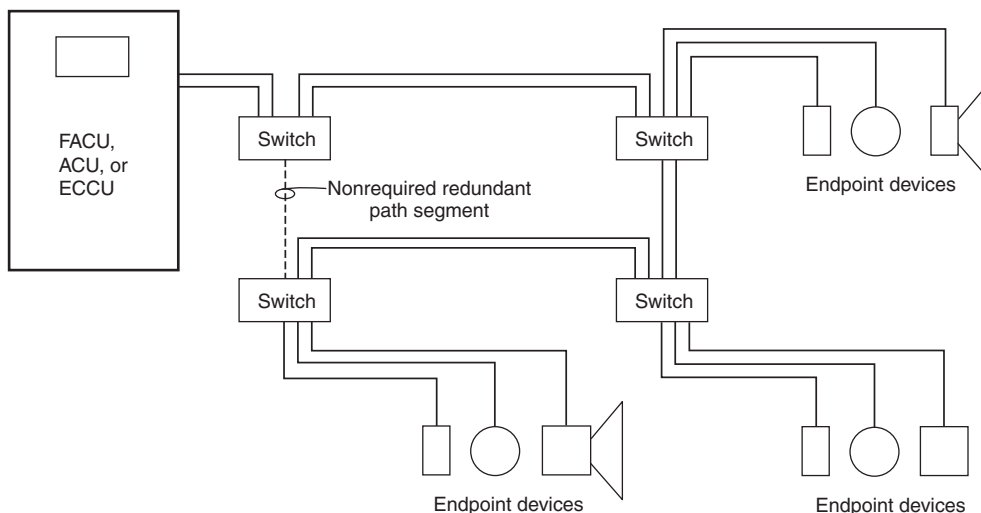 FACU,
ACU, or
ECCU
Switch
Switch
Endpoint devices
Nonrequired redundant
path segment
Switch
Switch
Endpoint devices
Endpoint devices